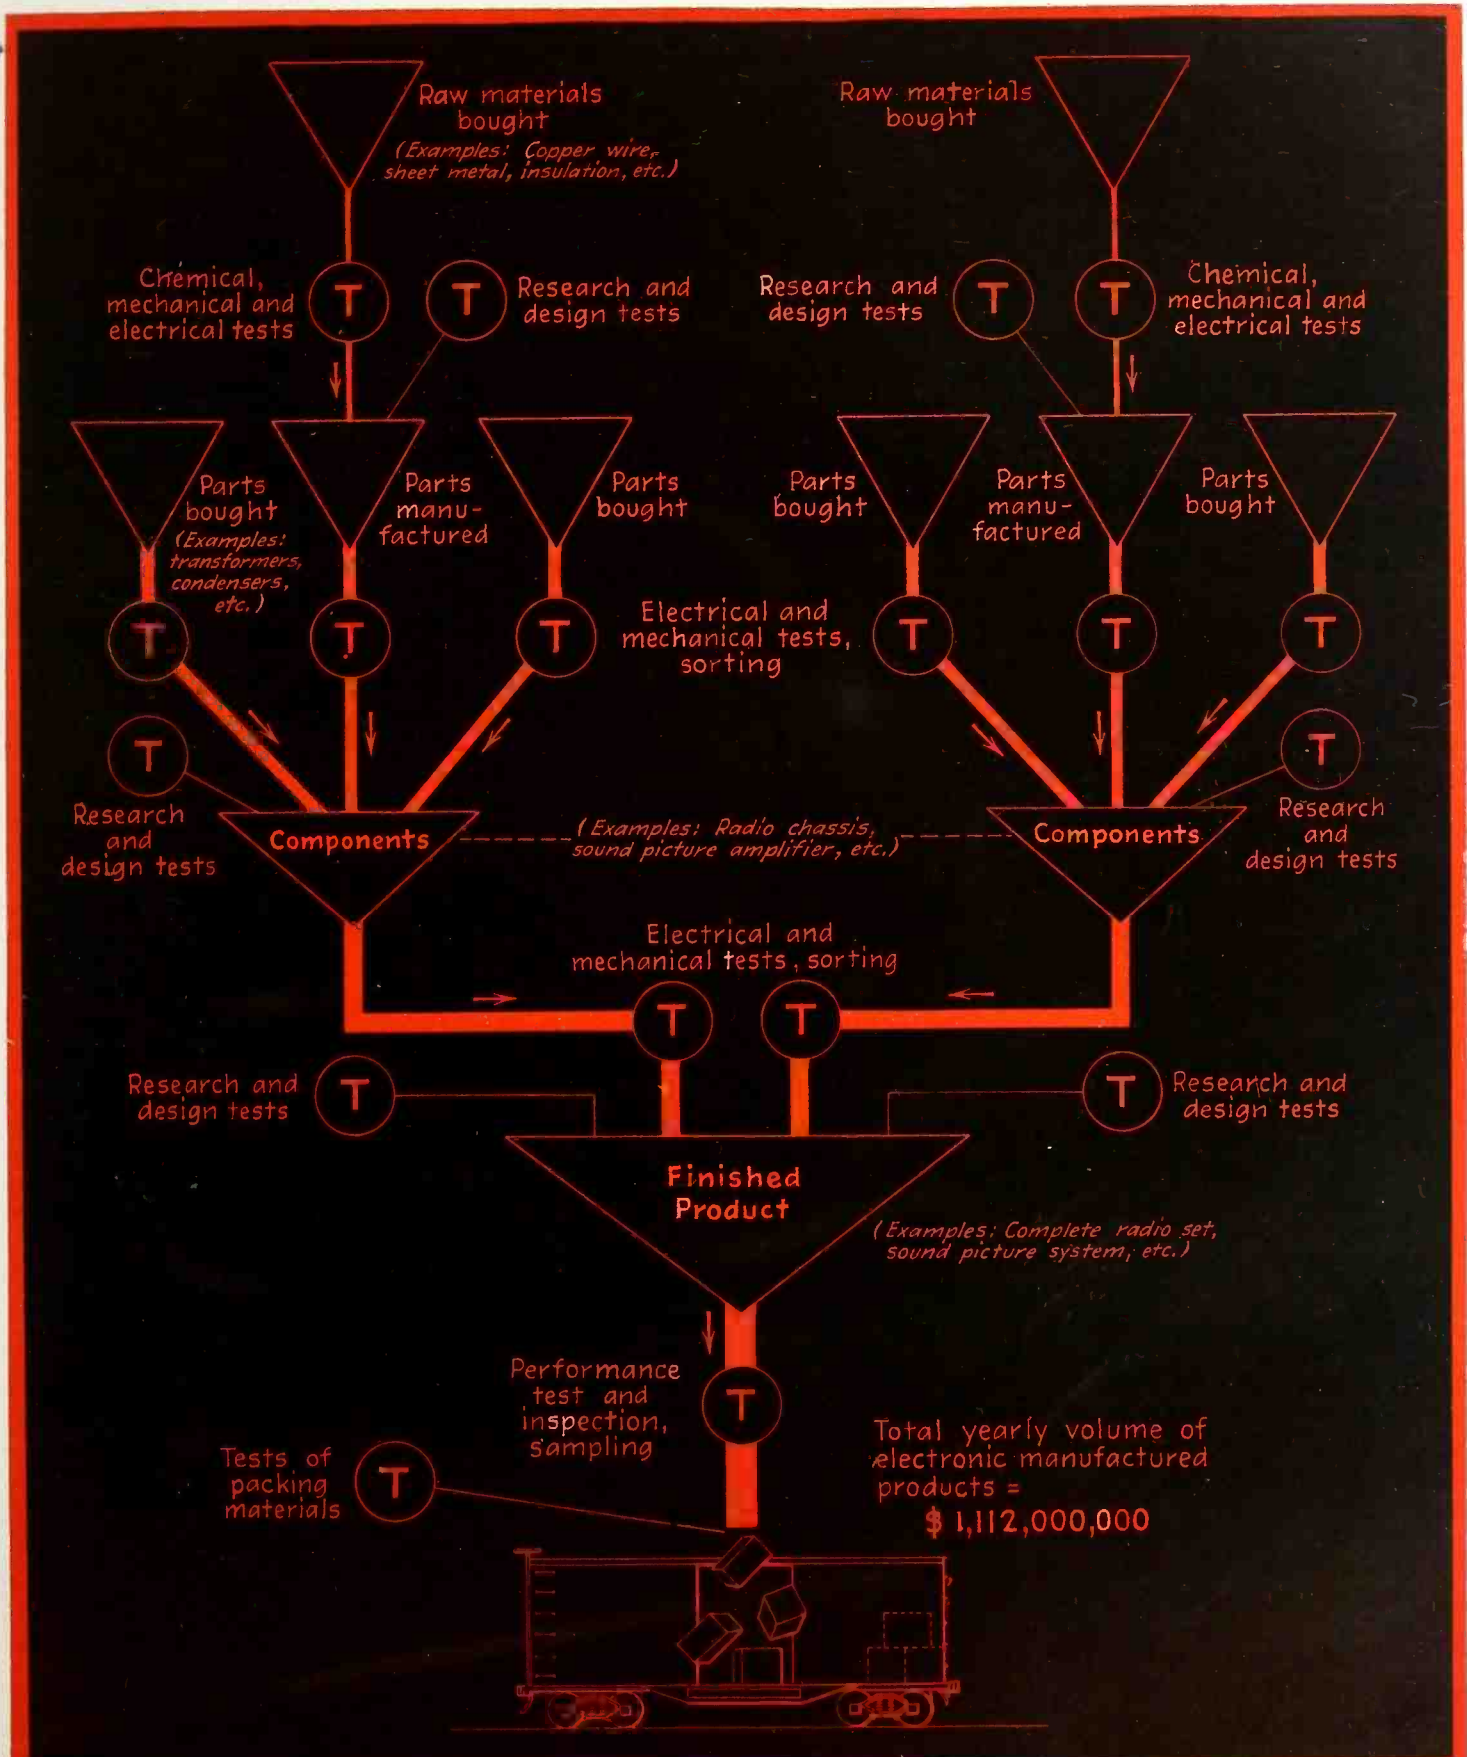 Raw materials
bought
(Examples: Copper wire,
sheet metal, insulation, etc.)
Raw materials
bought
Chemical,
mechanical and
electrical tests
T
T
Research and
design tests
Research and
design tests
T
T
Chemical,
mechanical and
electrical tests
Parts
bought
(Examples:
transformers,
condensers,
etc.)
Parts
manu-
factured
Parts
bought
Parts
bought
Parts
manu-
factured
Parts
bought
T
T
T
Electrical and
mechanical tests,
sorting
T
T
T
T
Research
and
design tests
Components
(Examples: Radio chassis,
sound picture amplifier, etc.)
Components
T
Research
and
design tests
Electrical and
mechanical tests, sorting
T
T
Research and
design tests
T
T
Research and
design tests
Finished
Product
(Examples: Complete radio set,
sound picture system, etc.)
Performance
test and
inspection,
sampling
T
Tests of
packing
materials
T
Total yearly volume of
electronic manufactured
products =
$ 1,112,000,000